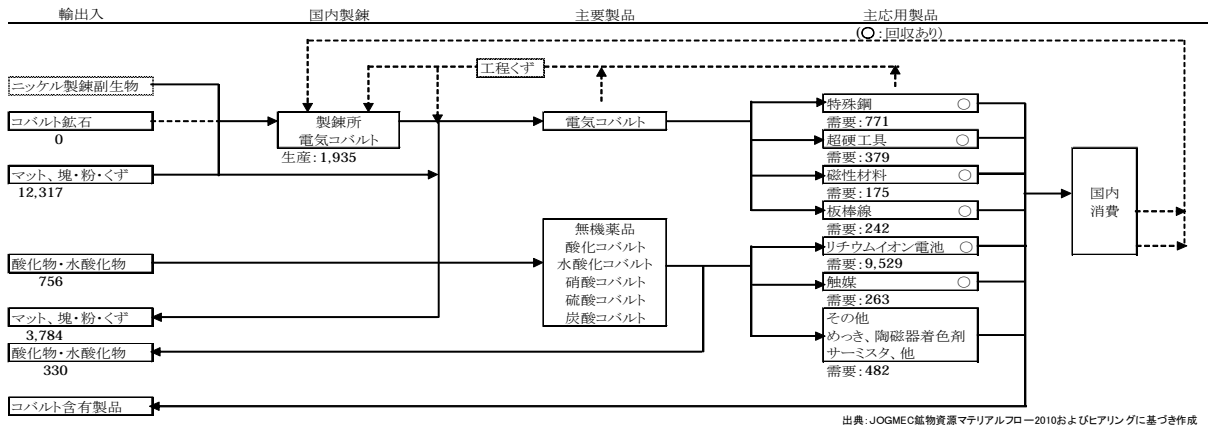 輸出入
国内製錬
主要製品
主応用製品
(○:回収あり)
工程くず
ニッケル製錬副生物
コバルト鉱石
0
製錬所
電気コバルト
生産:1,935
電気コバルト
特殊鋼 ○
需要:771
超硬工具 ○
需要:379
マット、塊・粉・くず
12,317
磁性材料 ○
需要:175
板棒線 ○
需要:242
国内
消費
無機薬品
酸化コバルト
水酸化コバルト
硝酸コバルト
硫酸コバルト
炭酸コバルト
リチウムイオン電池 ○
需要:9,529
酸化物・水酸化物
756
触媒 ○
需要:263
マット、塊・粉・くず
3,784
その他
めっき、陶磁器着色剤
サーミスタ、他
需要:482
酸化物・水酸化物
330
コバルト含有製品
出典:JOGMEC鉱物資源マテリアルフロー2010およびヒアリングに基づき作成